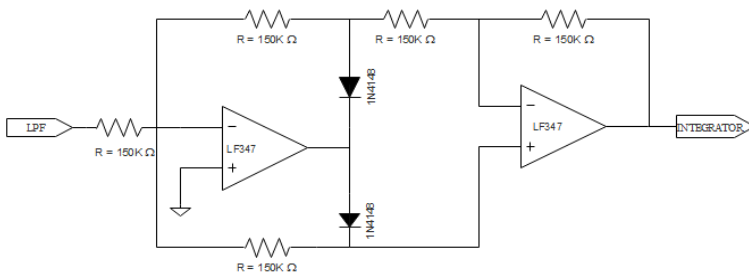 R = 150K Ω
R = 150K Ω
R = 150K Ω
1N4148
LPF
R = 150K Ω
−
+
LF347
−
+
LF347
INTEGRATOR
1N4148
R = 150K Ω